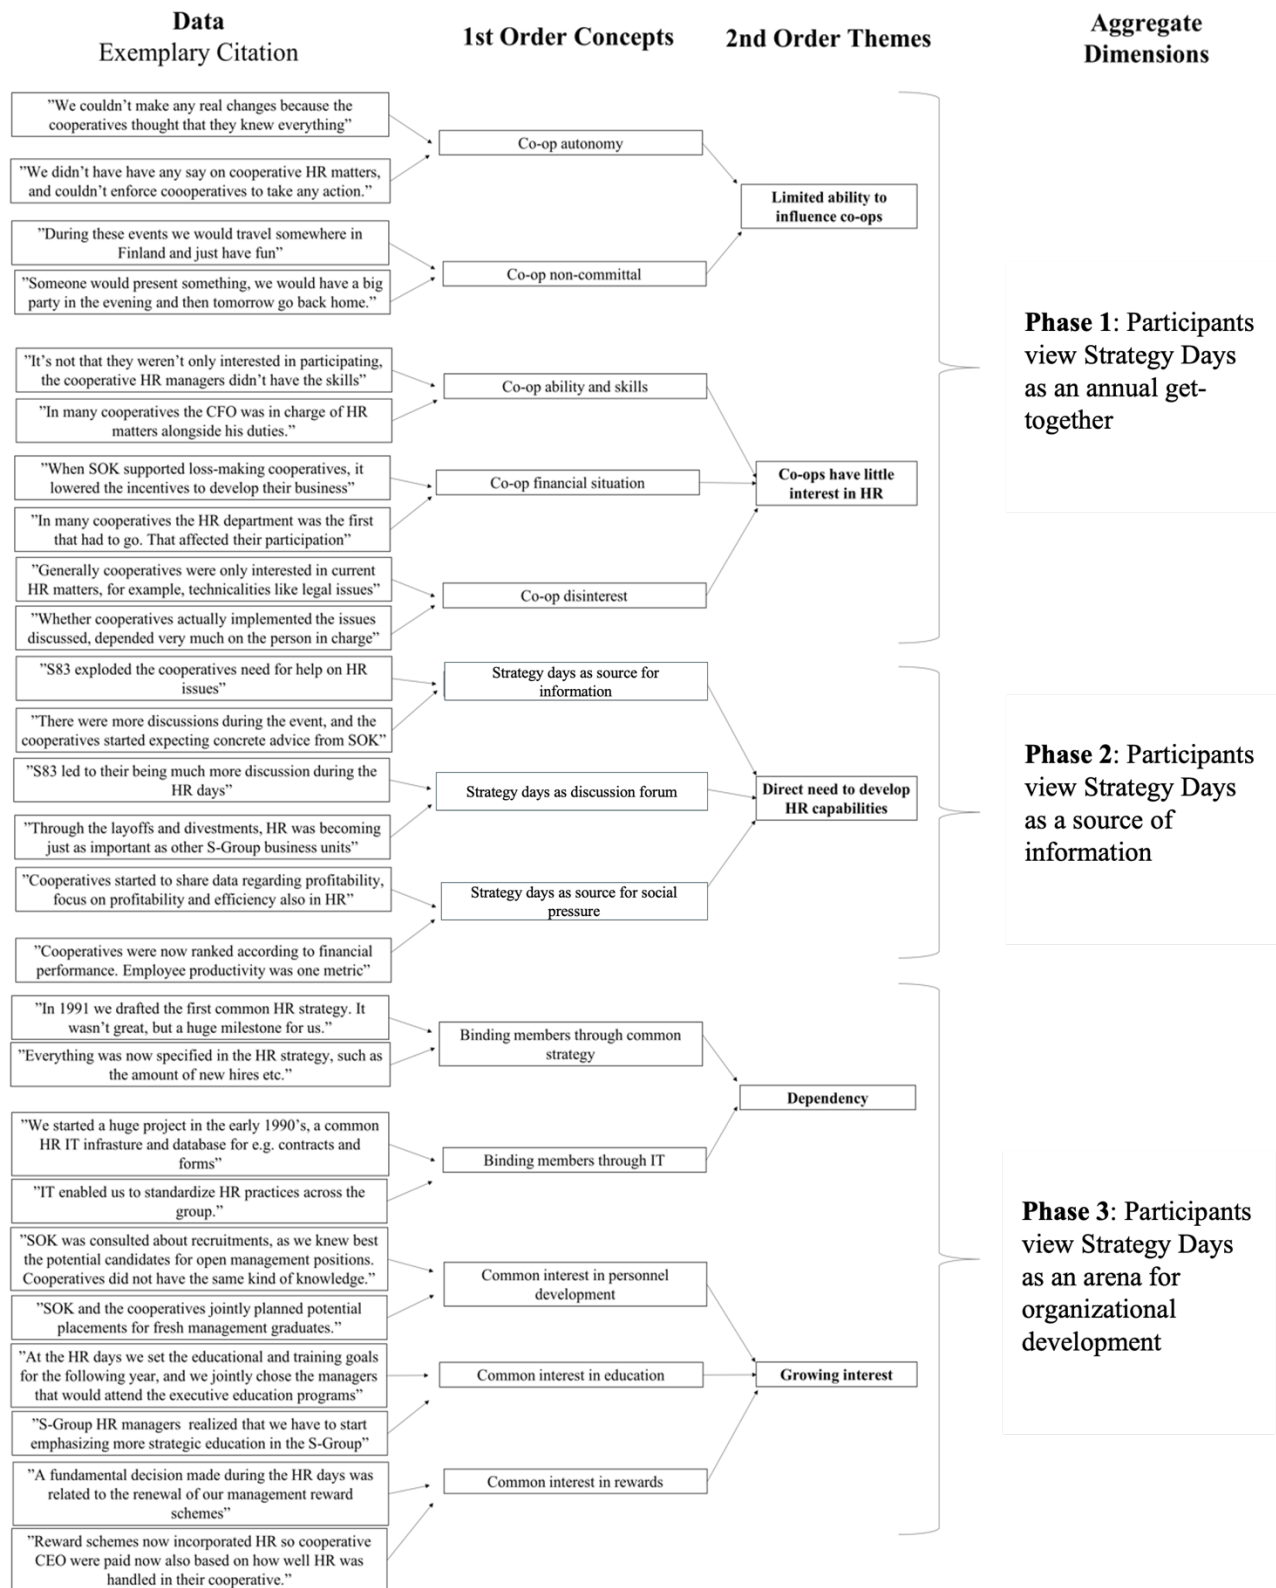 Data
Exemplary Citation
1st Order Concepts
2nd Order Themes
Aggregate
Dimensions
”We couldn’t make any real changes because the
cooperatives thought that they knew everything”
”We didn’t have have any say on cooperative HR matters,
and couldn’t enforce coooperatives to take any action.”
Co-op autonomy
”During these events we would travel somewhere in
Finland and just have fun”
”Someone would present something, we would have a big
party in the evening and then tomorrow go back home.”
Co-op non-committal
Limited ability to
influence co-ops
”It’s not that they weren’t only interested in participating,
the cooperative HR managers didn’t have the skills”
”In many cooperatives the CFO was in charge of HR
matters alongside his duties.”
Co-op ability and skills
”When SOK supported loss-making cooperatives, it
lowered the incentives to develop their business”
”In many cooperatives the HR department was the first
that had to go. That affected their participation”
Co-op financial situation
”Generally cooperatives were only interested in current
HR matters, for example, technicalities like legal issues”
”Whether cooperatives actually implemented the issues
discussed, depended very much on the person in charge”
Co-op disinterest
Co-ops have little
interest in HR
Phase 1: Participants
view Strategy Days
as an annual get-
together
”S83 exploded the cooperatives need for help on HR
issues”
”There were more discussions during the event, and the
cooperatives started expecting concrete advice from SOK”
Strategy days as source for
information
”S83 led to their being much more discussion during the
HR days”
”Through the layoffs and divestments, HR was becoming
just as important as other S-Group business units”
Strategy days as discussion forum
”Cooperatives started to share data regarding profitability,
focus on profitability and efficiency also in HR”
”Cooperatives were now ranked according to financial
performance. Employee productivity was one metric”
Strategy days as source for social
pressure
Direct need to develop
HR capabilities
Phase 2: Participants
view Strategy Days
as a source of
information
”In 1991 we drafted the first common HR strategy. It
wasn’t great, but a huge milestone for us.”
”Everything was now specified in the HR strategy, such as
the amount of new hires etc.”
Binding members through common
strategy
”We started a huge project in the early 1990’s, a common
HR IT infrasture and database for e.g. contracts and
forms”
”IT enabled us to standardize HR practices across the
group.”
Binding members through IT
Dependency
”SOK was consulted about recruitments, as we knew best
the potential candidates for open management positions.
Cooperatives did not have the same kind of knowledge.”
”SOK and the cooperatives jointly planned potential
placements for fresh management graduates.”
Common interest in personnel
development
”At the HR days we set the educational and training goals
for the following year, and we jointly chose the managers
that would attend the executive education programs”
”S-Group HR managers realized that we have to start
emphasizing more strategic education in the S-Group”
Common interest in education
”A fundamental decision made during the HR days was
related to the renewal of our management reward
schemes”
”Reward schemes now incorporated HR so cooperative
CEO were paid now also based on how well HR was
handled in their cooperative.”
Common interest in rewards
Growing interest
Phase 3: Participants
view Strategy Days
as an arena for
organizational
development